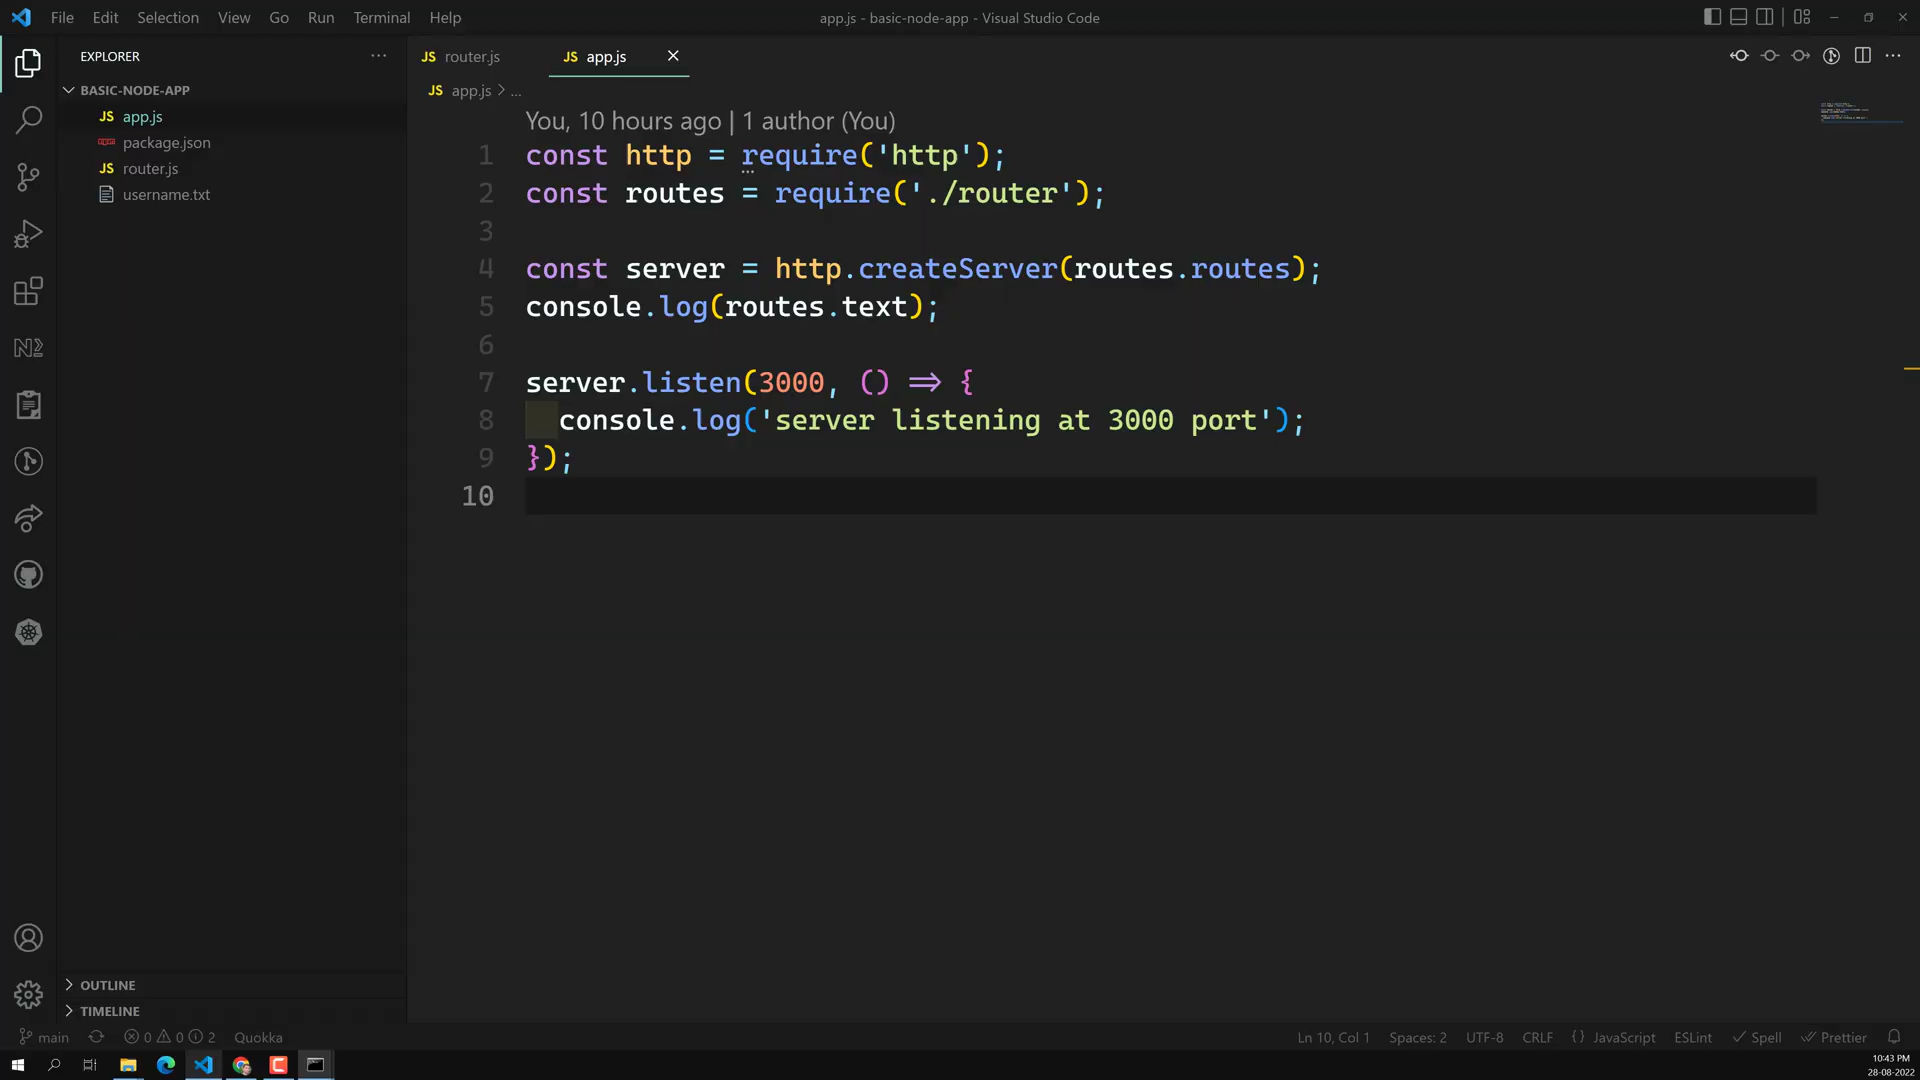 File Edit Selection View Go Run Terminal Help
app.js - basic-node-app - Visual Studio Code
EXPLORER
BASIC-NODE-APP
JS app.js
package.json
JS router.js
username.txt
OUTLINE
TIMELINE
JS router.js
JS app.js
JS app.js > ...
You, 10 hours ago | 1 author (You)
1 const http = require('http');
2 const routes = require('./router');
3
4 const server = http.createServer(routes.routes);
5 console.log(routes.text);
6
7 server.listen(3000, () => {
8 console.log('server listening at 3000 port');
9 });
10
main 0 0 2 Quokka
Ln 10, Col 1 Spaces: 2 UTF-8 CRLF {} JavaScript ESLint Spell Prettier
10:43 PM
28-08-2022